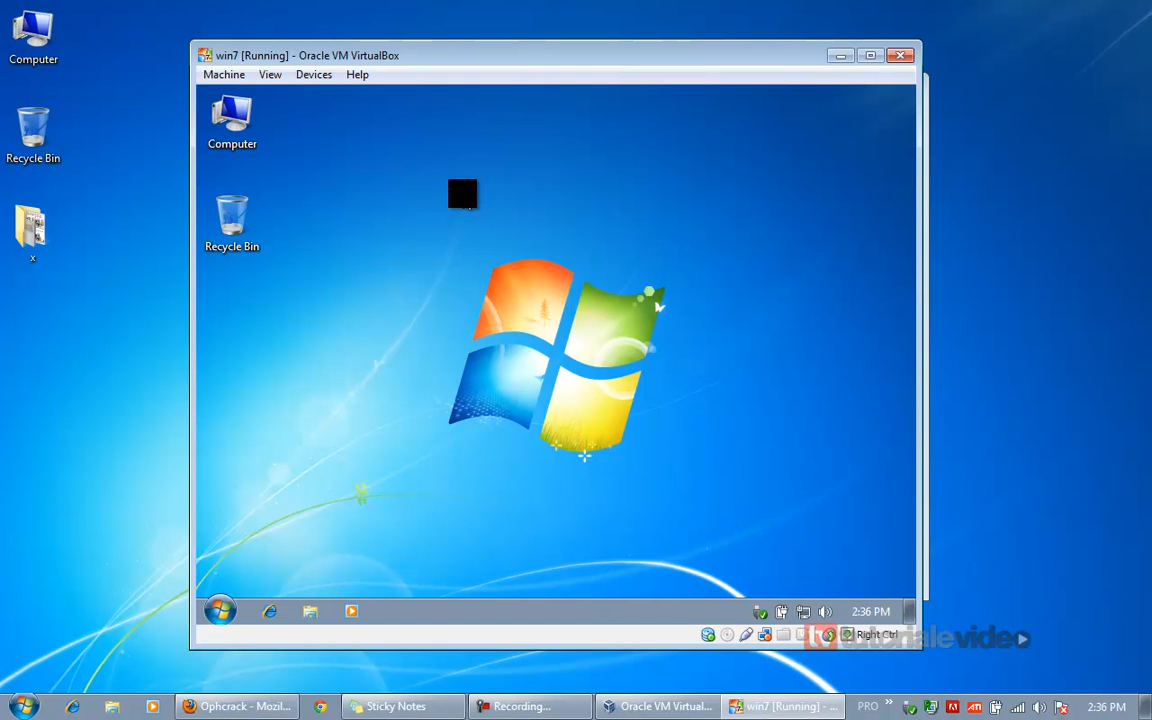 Computer
Recycle Bin
x
win7 [Running] - Oracle VM VirtualBox
Machine View Devices Help
Computer
Recycle Bin
2:36 PM
Right Ctrl
tv tutorialevideo
Ophcrack - Mozil...
Sticky Notes
Recording...
Oracle VM Virtual...
win7 [Running] - ...
PRO
2:36 PM